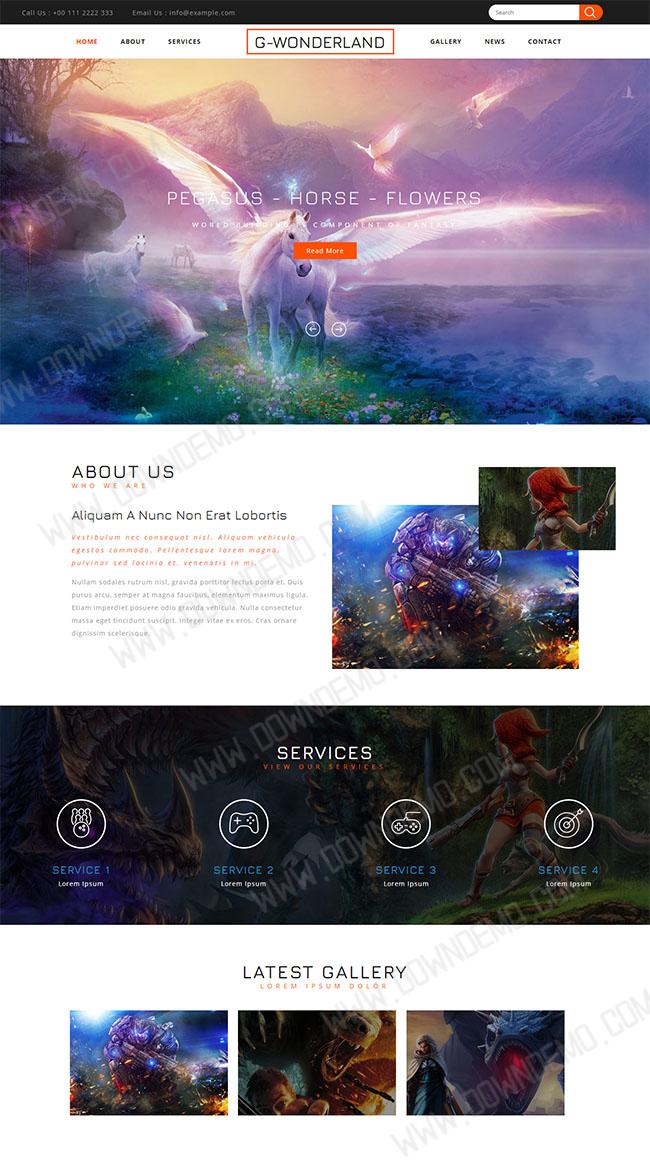 Call Us : +00 111 2222 333 Email Us : info@example.com Search
HOME ABOUT SERVICES G-WONDERLAND GALLERY NEWS CONTACT
PEGASUS - HORSE - FLOWERS
WORLD BUILDING IS COMPONENT OF FANTASY
Read More
ABOUT US
WHO WE ARE
Aliquam A Nunc Non Erat Lobortis
Vestibulum nec consequat nisl. Aliquam vehicula
egestas commodo. Pellentesque lorem magna,
pulvinar sed lacinia et, venenatis in mi.
Nullam sodales rutrum nisl, gravida porttitor lectus porta et. Duis
purus arcu, semper at magna faucibus, elementum maximus ligula.
Etiam imperdiet posuere odio gravida vehicula. Nulla consectetur
massa eget tincidunt suscipit. Integer vitae ex eros. Cras ornare
dignissim scelerisque.
SERVICES
VIEW OUR SERVICES
SERVICE 1 SERVICE 2 SERVICE 3 SERVICE 4
Lorem Ipsum Lorem Ipsum Lorem Ipsum Lorem Ipsum
LATEST GALLERY
LOREM IPSUM DOLOR
WWW.DOWNDEMO.COM